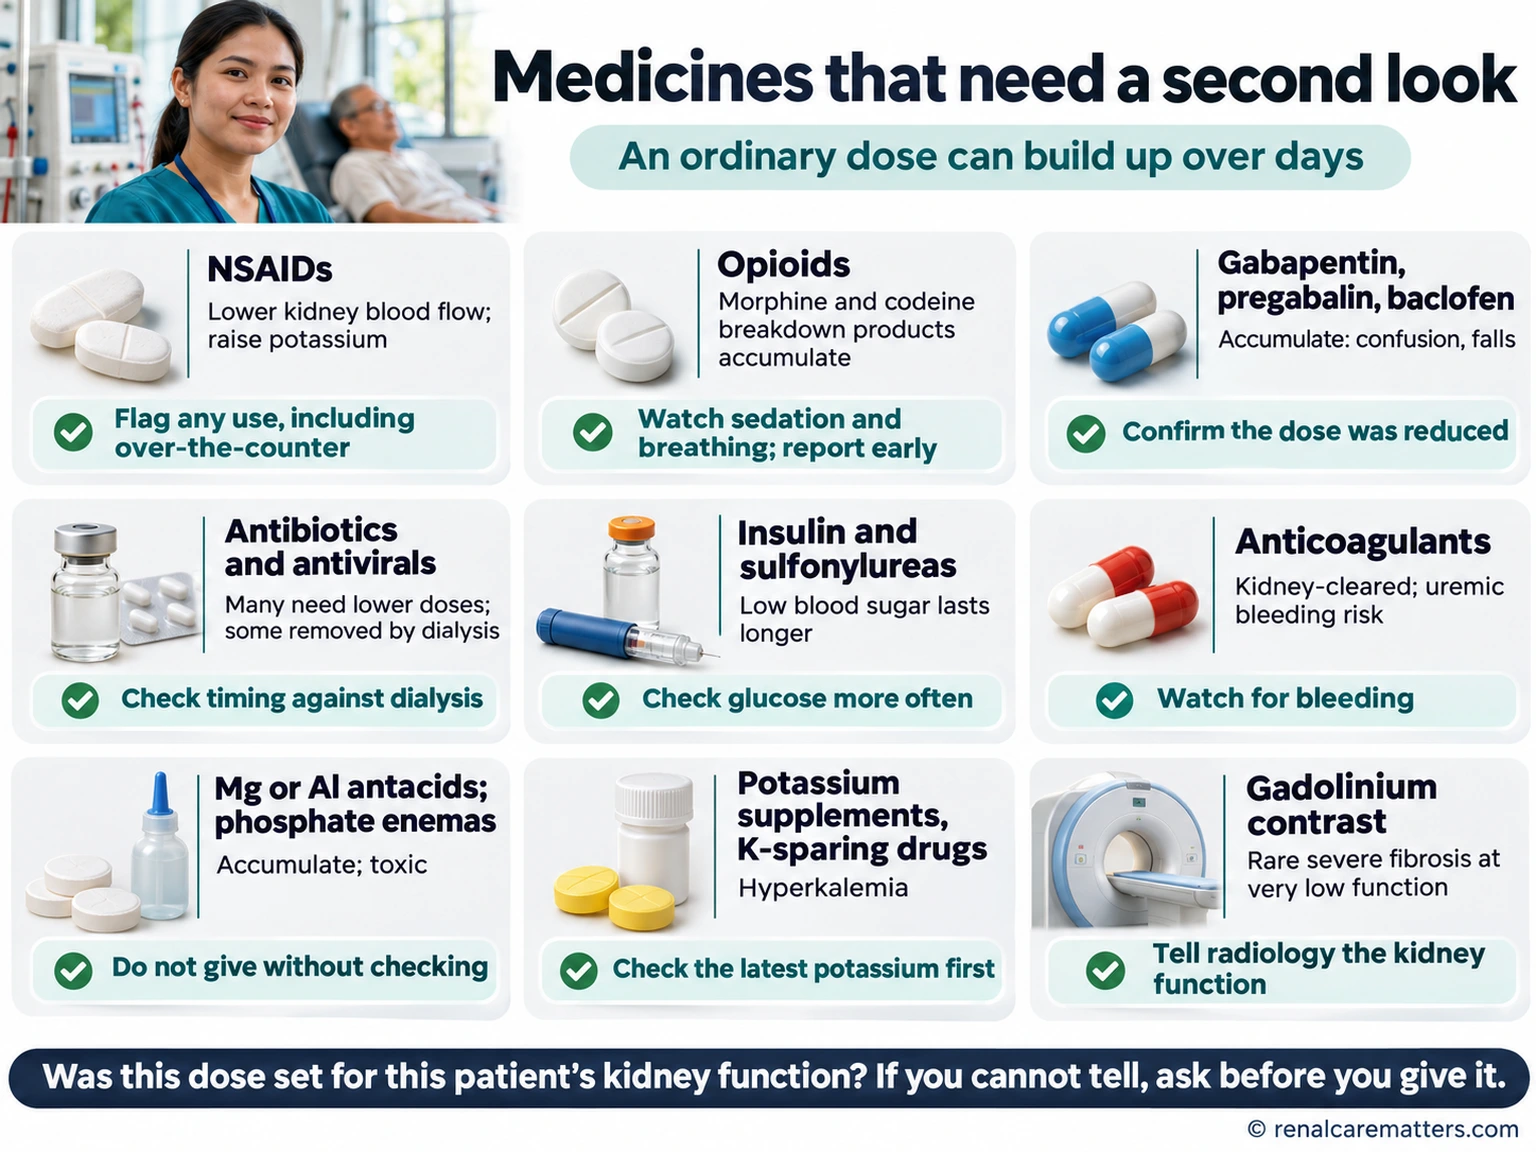 Medicines that need a second look
An ordinary dose can build up over days
NSAIDs
Lower kidney blood flow;
raise potassium
Flag any use, including
over-the-counter
Opioids
Morphine and codeine
breakdown products
accumulate
Watch sedation and
breathing; report early
Gabapentin,
pregabalin, baclofen
Accumulate: confusion, falls
Confirm the dose was reduced
Antibiotics
and antivirals
Many need lower doses;
some removed by dialysis
Check timing against dialysis
Insulin and
sulfonylureas
Low blood sugar lasts
longer
Check glucose more often
Anticoagulants
Kidney-cleared; uremic
bleeding risk
Watch for bleeding
Mg or Al antacids;
phosphate enemas
Accumulate; toxic
Do not give without checking
Potassium
supplements,
K-sparing drugs
Hyperkalemia
Check the latest potassium first
Gadolinium
contrast
Rare severe fibrosis at
very low function
Tell radiology the kidney
function
Was this dose set for this patient’s kidney function? If you cannot tell, ask before you give it.
© renalcarematters.com